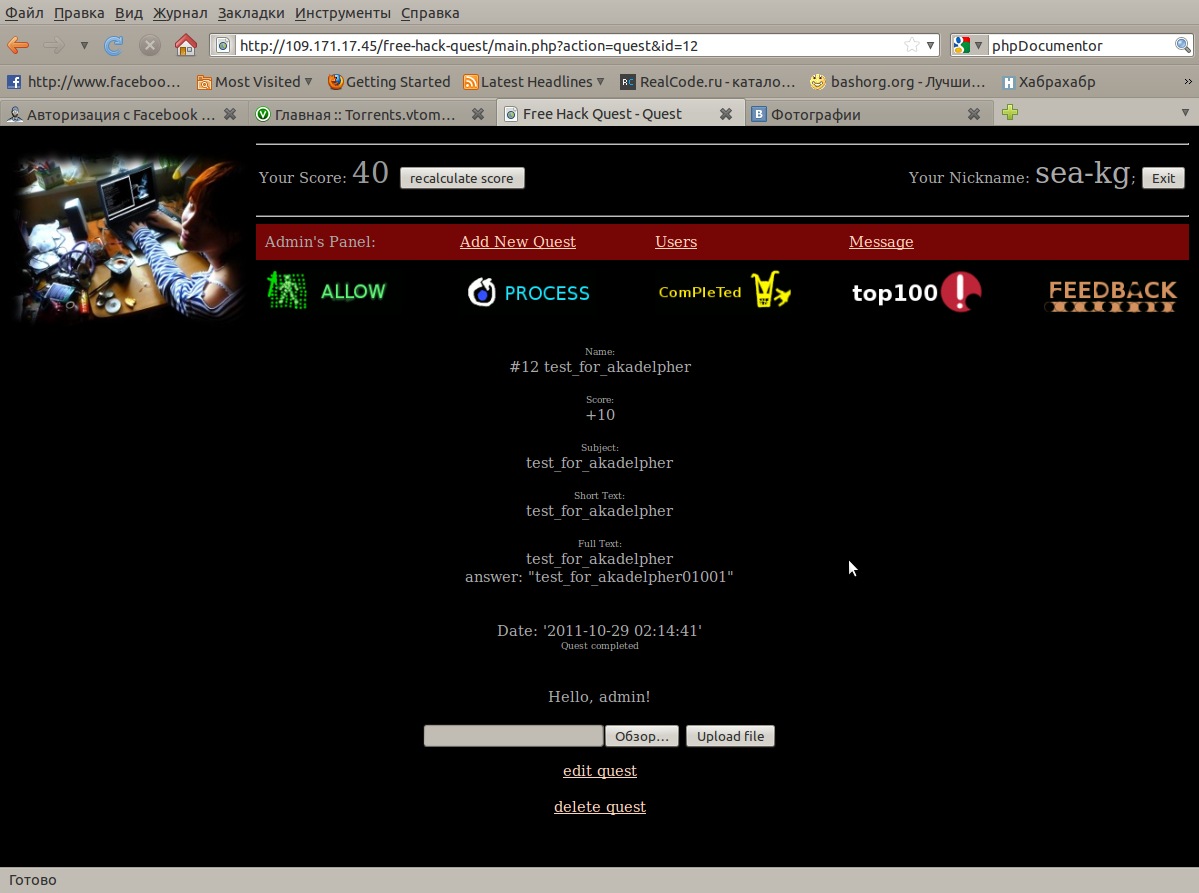 Файл Правка Вид Журнал Закладки Инструменты Справка
http://109.171.17.45/free-hack-quest/main.php?action=quest&id=12 phpDocumentor
http://www.faceboo... Most Visited Getting Started Latest Headlines RealCode.ru - катало... bashorg.org - Лучши... Хабрахабр »
Авторизация с Facebook ... Главная :: Torrents.vtom... Free Hack Quest - Quest Фотографии
Your Score: 40 recalculate score Your Nickname: sea-kg; Exit
Admin's Panel: Add New Quest Users Message
ALLOW PROCESS ComPleTed top100 FEEDBACK
Name:
#12 test_for_akadelpher
Score:
+10
Subject:
test_for_akadelpher
Short Text:
test_for_akadelpher
Full Text:
test_for_akadelpher
answer: "test_for_akadelpher01001"
Date: '2011-10-29 02:14:41'
Quest completed
Hello, admin!
Обзор... Upload file
edit quest
delete quest
Готово